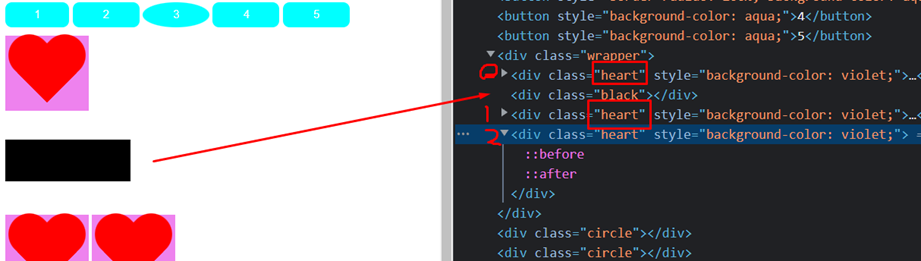 1 2 3 4 5
<button style="background-color: aqua;">4</button>
<button style="background-color: aqua;">5</button>
<div class="wrapper">
0 <div class="heart" style="background-color: violet;">…<
<div class="black"></div>
1 <div class="heart" style="background-color: violet;">…<
… 2 <div class="heart" style="background-color: violet;"> =
::before
::after
</div>
</div>
<div class="circle"></div>
<div class="circle"></div>